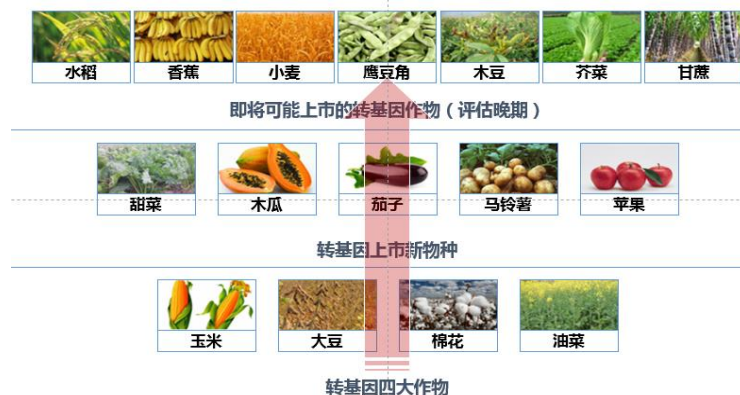 水稻 香蕉 小麦 鹰豆角 木豆 芥菜 甘蔗
即将可能上市的转基因作物（评估晚期）
甜菜 木瓜 茄子 马铃薯 苹果
转基因上市新物种
玉米 大豆 棉花 油菜
转基因四大作物